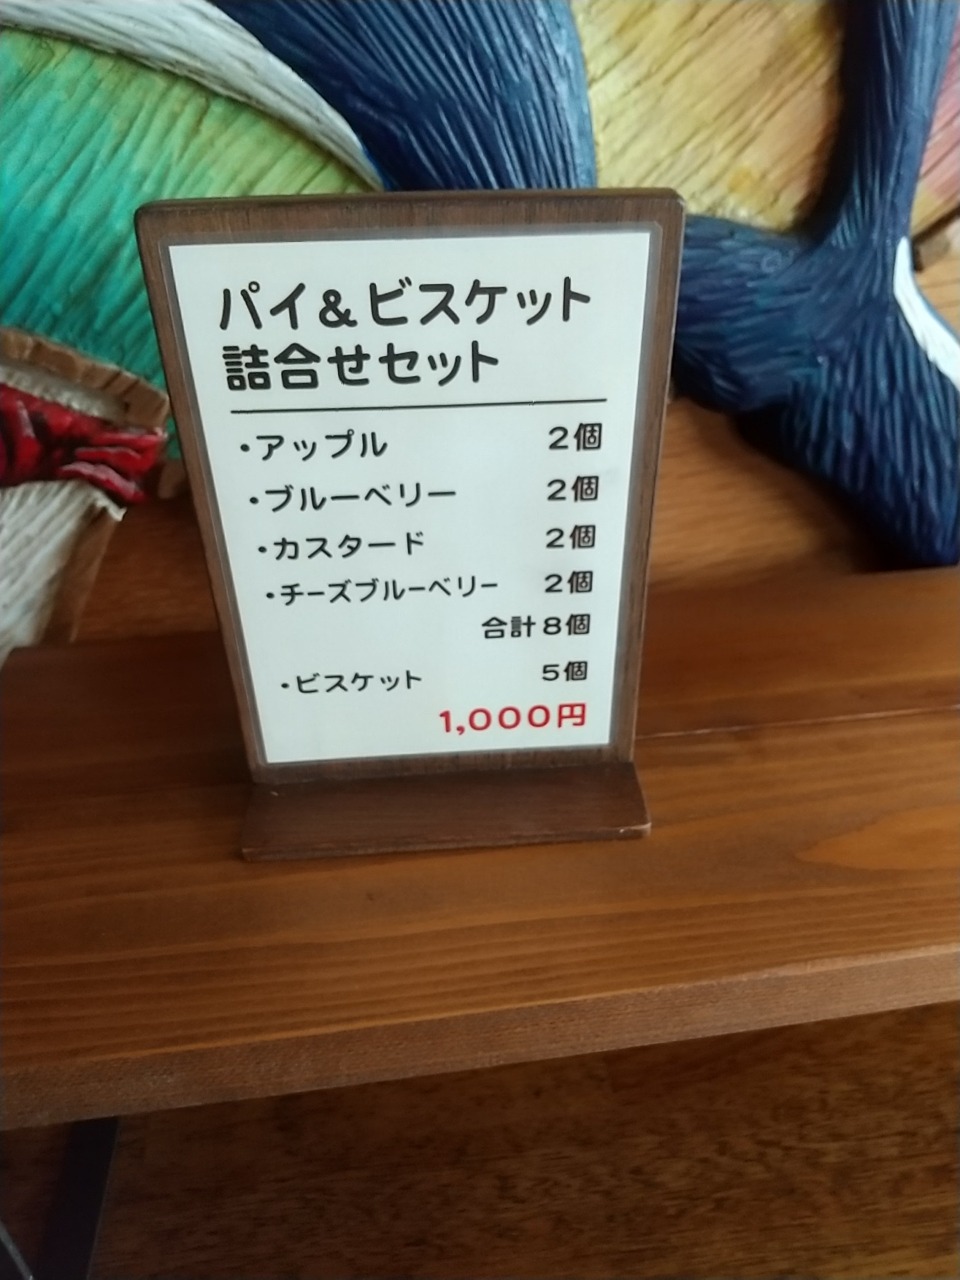 パイ＆ビスケット
詰合せセット
・アップル 2個
・ブルーベリー 2個
・カスタード 2個
・チーズブルーベリー 2個
合計8個
・ビスケット 5個
1,000円